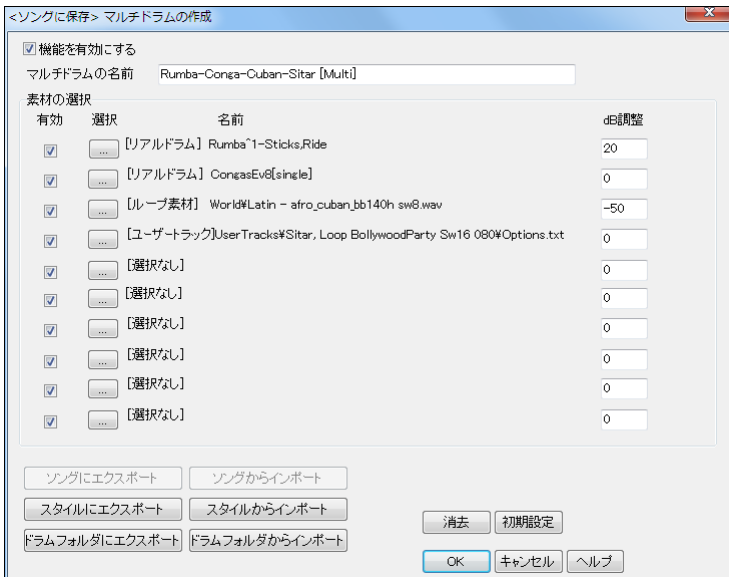 <ソングに保存> マルチドラムの作成
機能を有効にする
マルチドラムの名前 Rumba-Conga-Cuban-Sitar [Multi]
素材の選択
有効 選択 名前 dB調整
... [リアルドラム] Rumba^1-Sticks,Ride 20
... [リアルドラム] CongasEv8[single] 0
... [ループ素材] World¥Latin - afro_cuban_bb140h sw8.wav -50
... [ユーザートラック]UserTracks¥Sitar, Loop BollywoodParty Sw16 080¥Options.txt 0
... [選択なし] 0
... [選択なし] 0
... [選択なし] 0
... [選択なし] 0
... [選択なし] 0
... [選択なし] 0
ソングにエクスポート ソングからインポート
スタイルにエクスポート スタイルからインポート
消去 初期設定
ドラムフォルダにエクスポート ドラムフォルダからインポート
OK キャンセル ヘルプ